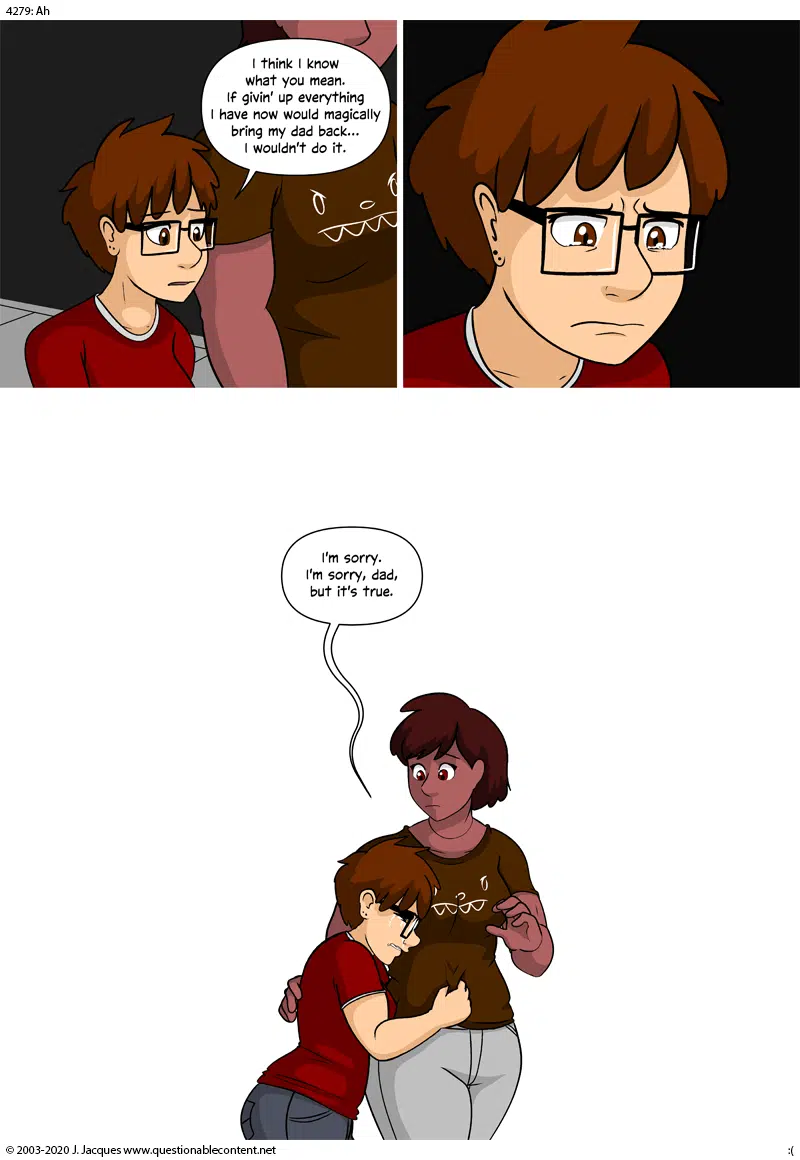 4279: Ah
I think I know
what you mean.
If givin' up everything
I have now would magically
bring my dad back...
I wouldn't do it.
I'm sorry.
I'm sorry, dad,
but it's true.
© 2003-2020 J. Jacques www.questionablecontent.net
:(